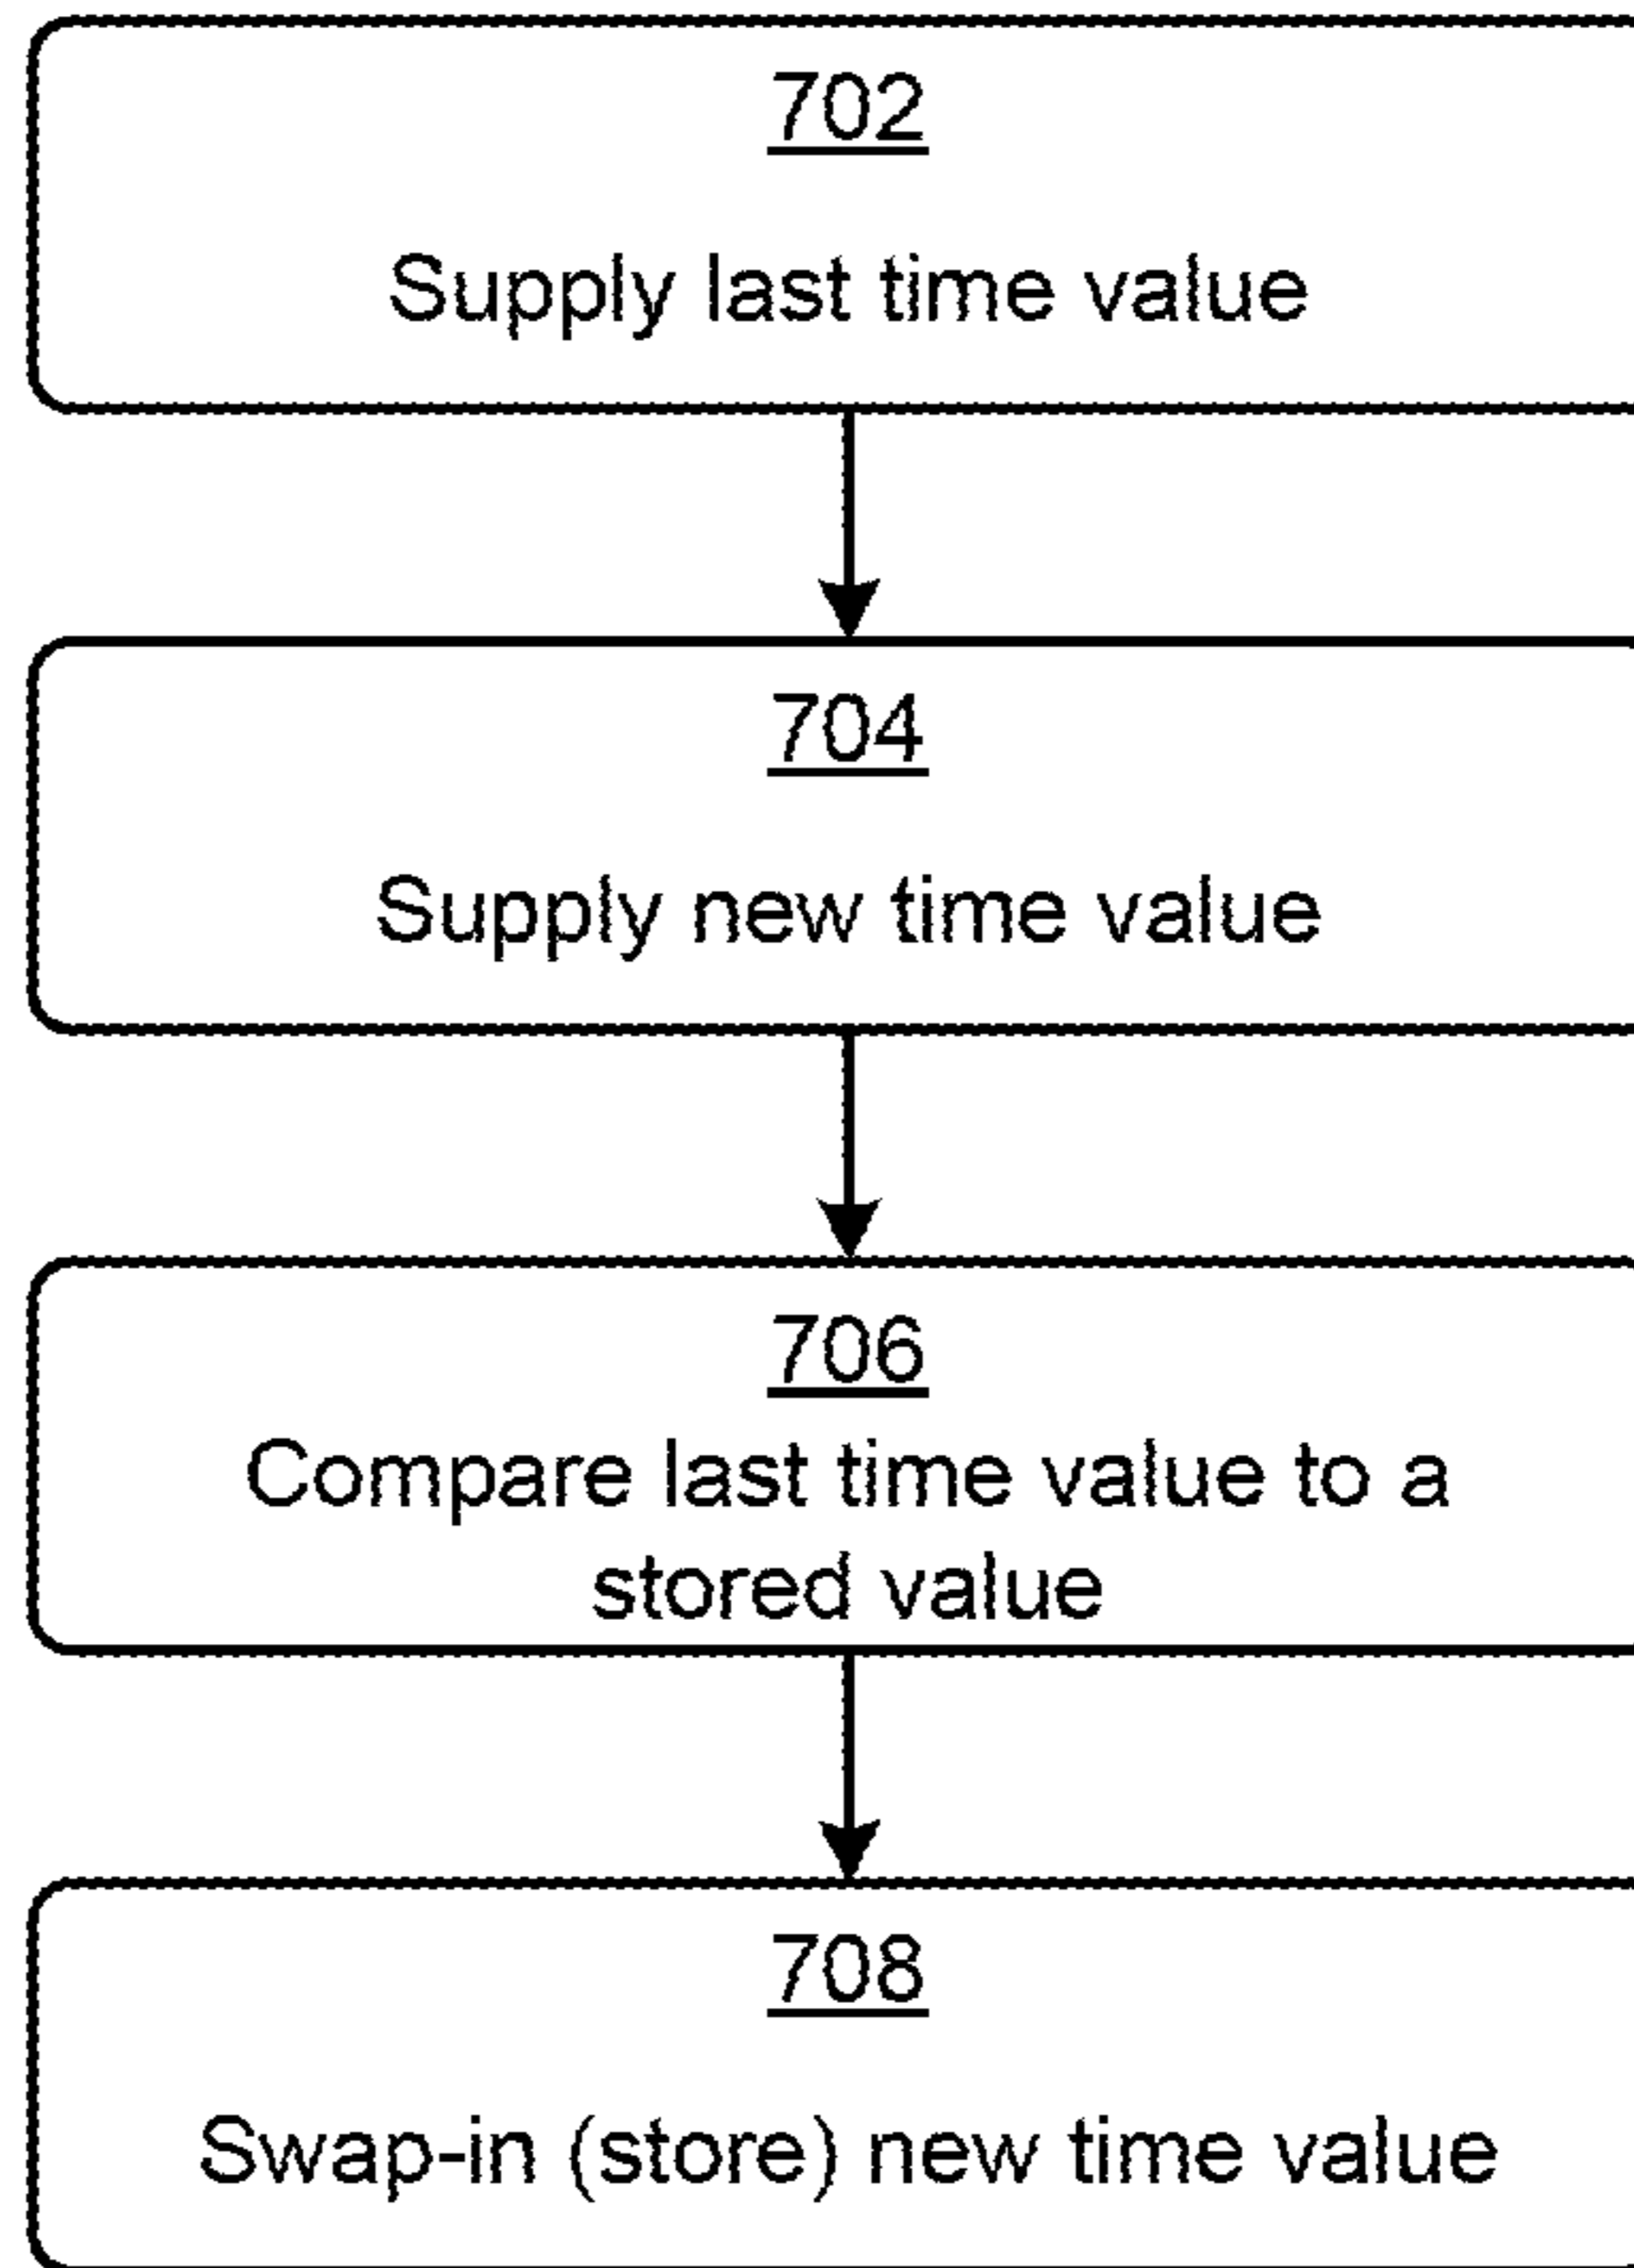 702
Supply last time value
704
Supply new time value
706
Compare last time value to a
stored value
708
Swap-in (store) new time value